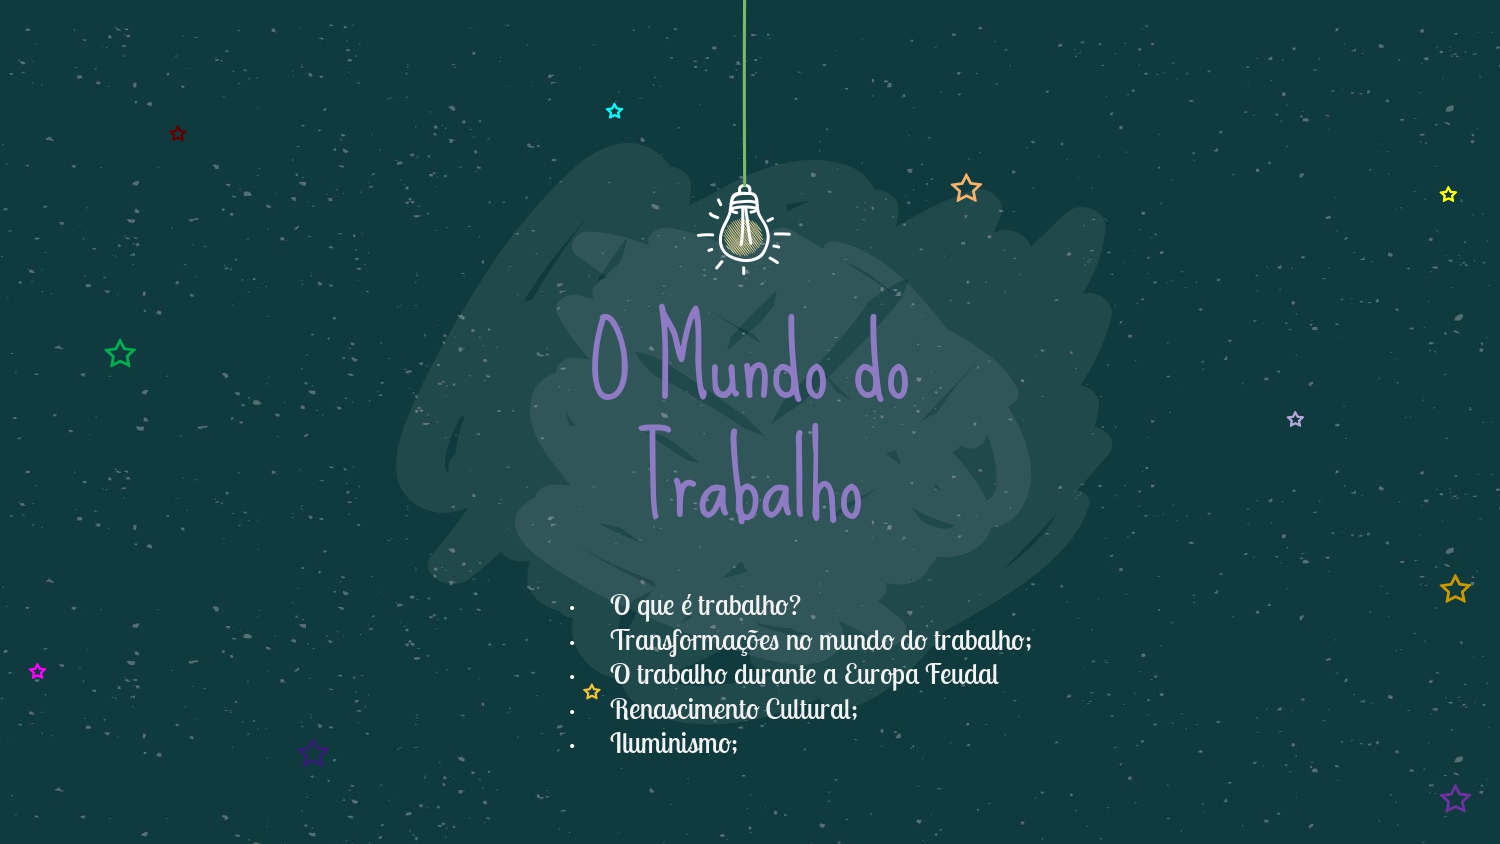 O Mundo do
Trabalho
• O que é trabalho?
• Transformações no mundo do trabalho;
• O trabalho durante a Europa Feudal
• Renascimento Cultural;
• Iluminismo;